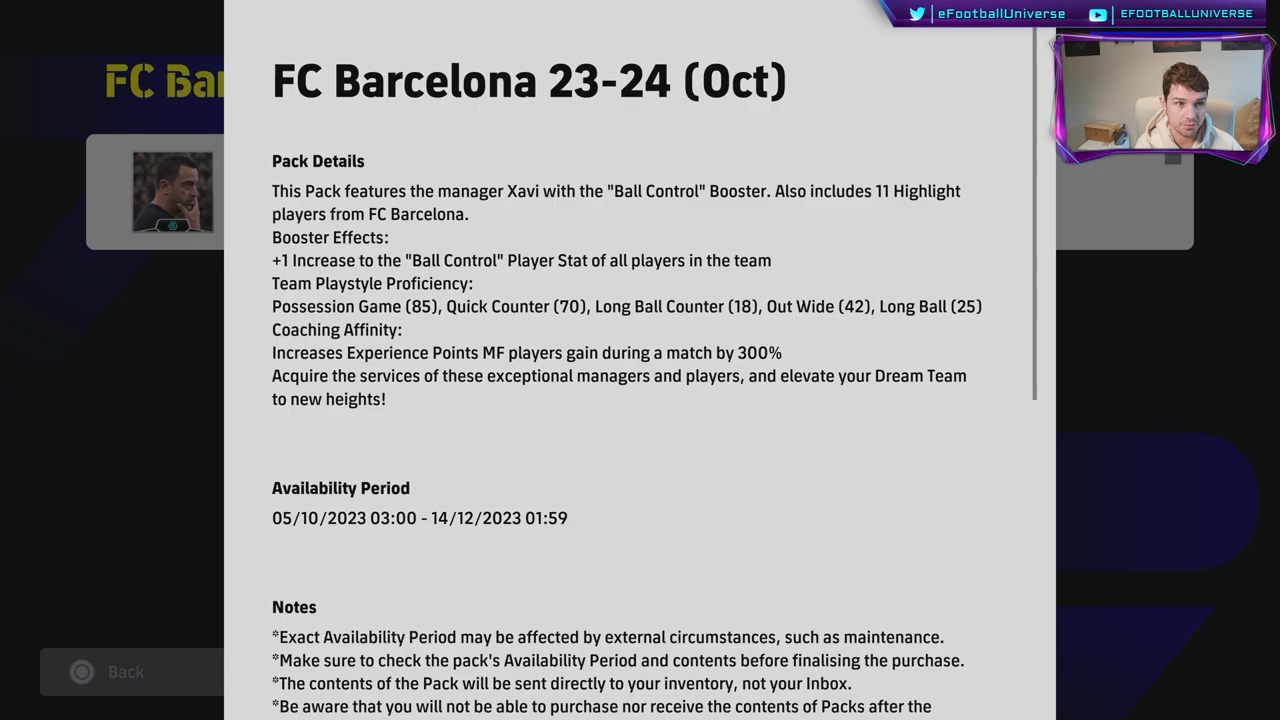 eFootballUniverse
EFOOTBALLUNIVERSE
FC Bar
FC Barcelona 23-24 (Oct)
Pack Details
This Pack features the manager Xavi with the "Ball Control" Booster. Also includes 11 Highlight
players from FC Barcelona.
Booster Effects:
+1 Increase to the "Ball Control" Player Stat of all players in the team
Team Playstyle Proficiency:
Possession Game (85), Quick Counter (70), Long Ball Counter (18), Out Wide (42), Long Ball (25)
Coaching Affinity:
Increases Experience Points MF players gain during a match by 300%
Acquire the services of these exceptional managers and players, and elevate your Dream Team
to new heights!
Availability Period
05/10/2023 03:00 - 14/12/2023 01:59
Notes
*Exact Availability Period may be affected by external circumstances, such as maintenance.
*Make sure to check the pack's Availability Period and contents before finalising the purchase.
*The contents of the Pack will be sent directly to your inventory, not your Inbox.
*Be aware that you will not be able to purchase nor receive the contents of Packs after the
Back